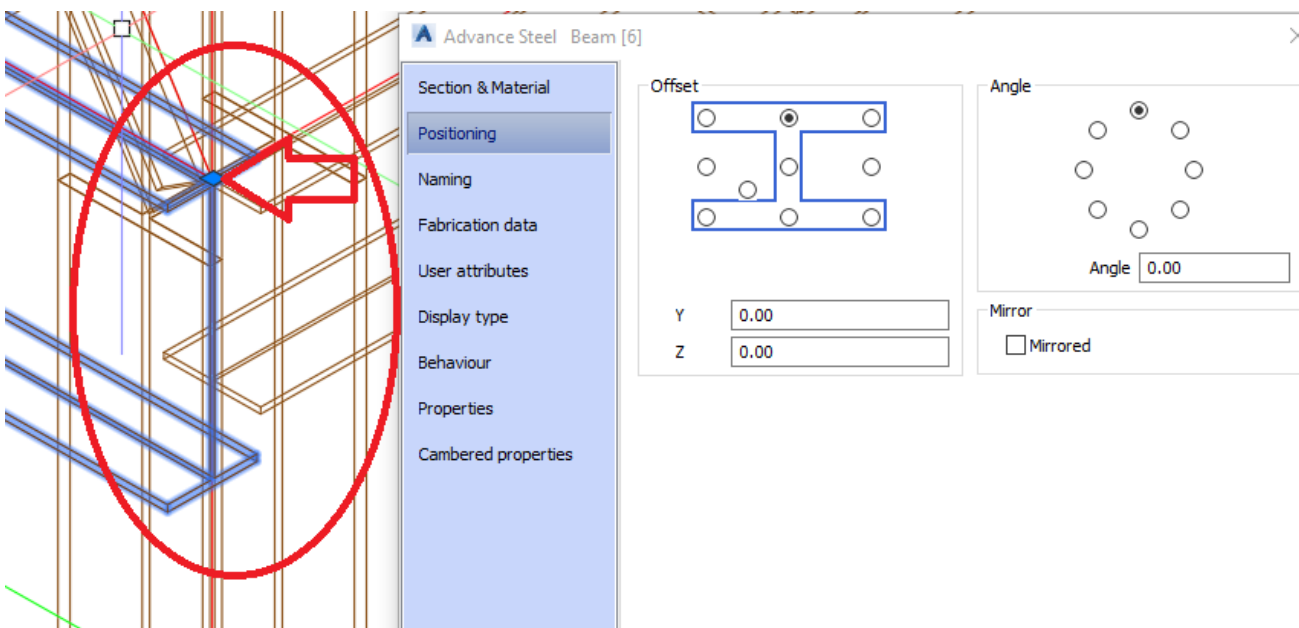 Advance Steel Beam [6]
Section & Material
Positioning
Naming
Fabrication data
User attributes
Display type
Behaviour
Properties
Cambered properties
Offset
Y 0.00
Z 0.00
Angle
Angle 0.00
Mirror
Mirrored